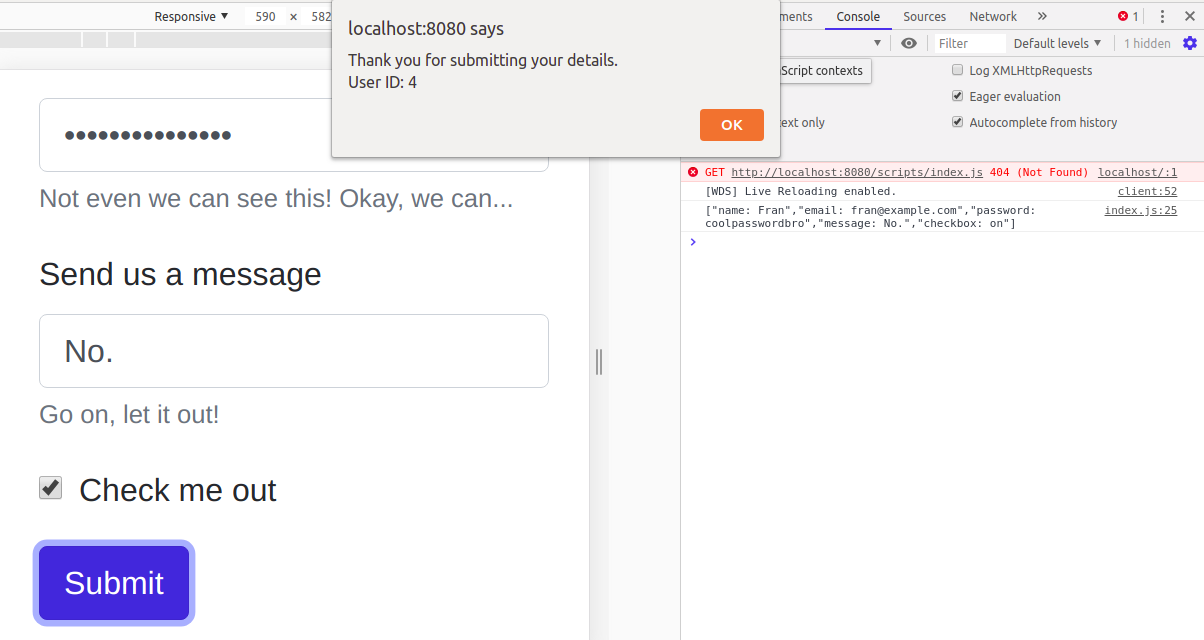 Responsive ▼ 590 × 582
localhost:8080 says
Thank you for submitting your details.
User ID: 4
OK
Console Sources Network » 1
Filter Default levels ▼ 1 hidden
Script contexts
Log XMLHttpRequests
Eager evaluation
only
Autocomplete from history
GET http://localhost:8080/scripts/index.js 404 (Not Found) localhost/:1
[WDS] Live Reloading enabled. client:52
["name: Fran","email: fran@example.com","password: index.js:25
coolpasswordbro","message: No.","checkbox: on"]
•••••••••••••••
Not even we can see this! Okay, we can...
Send us a message
No.
Go on, let it out!
Check me out
Submit